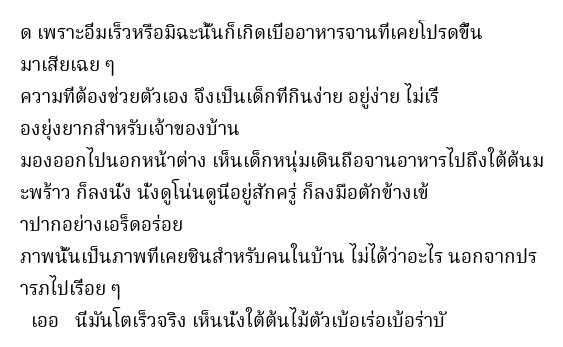 ด เพราะอิ่มเร็วหรือมิฉะนั้นก็เกิดเบื่ออาหารจานที่เคยโปรดขึ้น
มาเสียเฉย ๆ
ความที่ต้องช่วยตัวเอง จึงเป็นเด็กที่กินง่าย อยู่ง่าย ไม่เรื่
องยุ่งยากสำหรับเจ้าของบ้าน
มองออกไปนอกหน้าต่าง เห็นเด็กหนุ่มเดินถือจานอาหารไปถึงใต้ต้นม
ะพร้าว ก็ลงนั่ง นั่งดูโน่นดูนี่อยู่สักครู่ ก็ลงมือตักข้างเข้
าปากอย่างเอร็ดอร่อย
ภาพนั้นเป็นภาพที่เคยชินสำหรับคนในบ้าน ไม่ได้ว่าอะไร นอกจากปร
ารภไปเรื่อย ๆ
เออ นี่มันโตเร็วจริง เห็นนั่งใต้ต้นไม้ตัวเบ้อเร่อเบ้อร่าบั